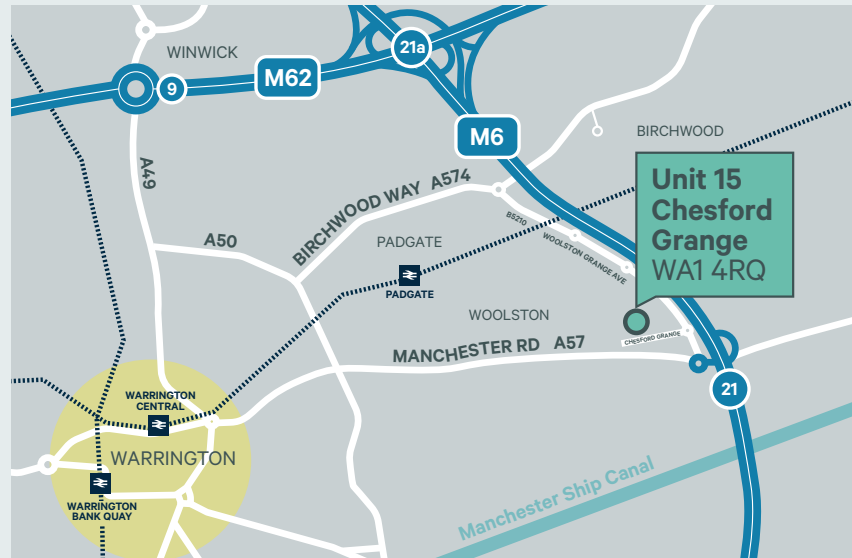 WINWICK
21a
M62
9
M6
BIRCHWOOD
A49
BIRCHWOOD WAY A574
Unit 15
Chesford
Grange
WA1 4RQ
B5210
A50
PADGATE
WOOLSTON GRANGE AVE
PADGATE
WOOLSTON
CHESFORD GRANGE
MANCHESTER RD A57
21
WARRINGTON
CENTRAL
WARRINGTON
Manchester Ship Canal
WARRINGTON
BANK QUAY